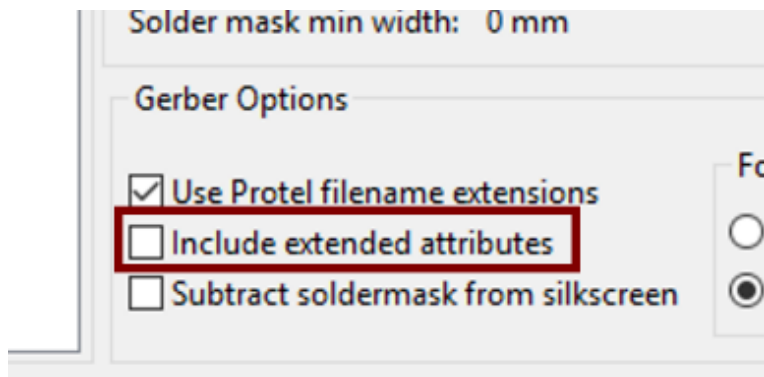 Solder mask min width: 0 mm
Gerber Options
Use Protel filename extensions
Include extended attributes
Subtract soldermask from silkscreen